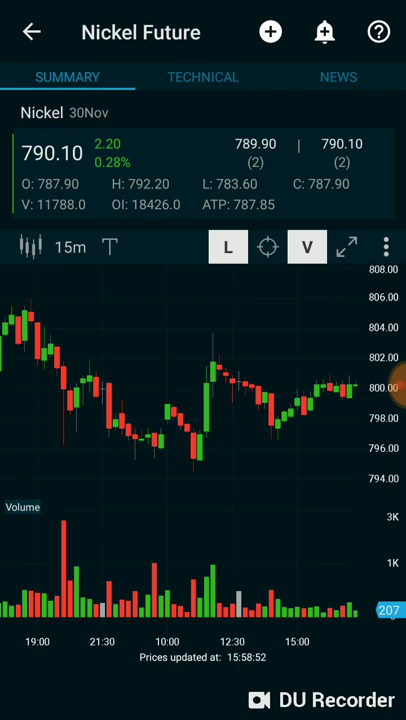 Nickel Future
SUMMARY TECHNICAL NEWS
Nickel 30Nov
790.10 2.20 789.90 | 790.10
0.28% (2) (2)
O: 787.90 H: 792.20 L: 783.60 C: 787.90
V: 11788.0 OI: 18426.0 ATP: 787.85
15m T L V
808.00
806.00
804.00
802.00
800.00
798.00
796.00
794.00
Volume
3K
1K
207
19:00 21:30 10:00 12:30 15:00
Prices updated at: 15:58:52
DU Recorder